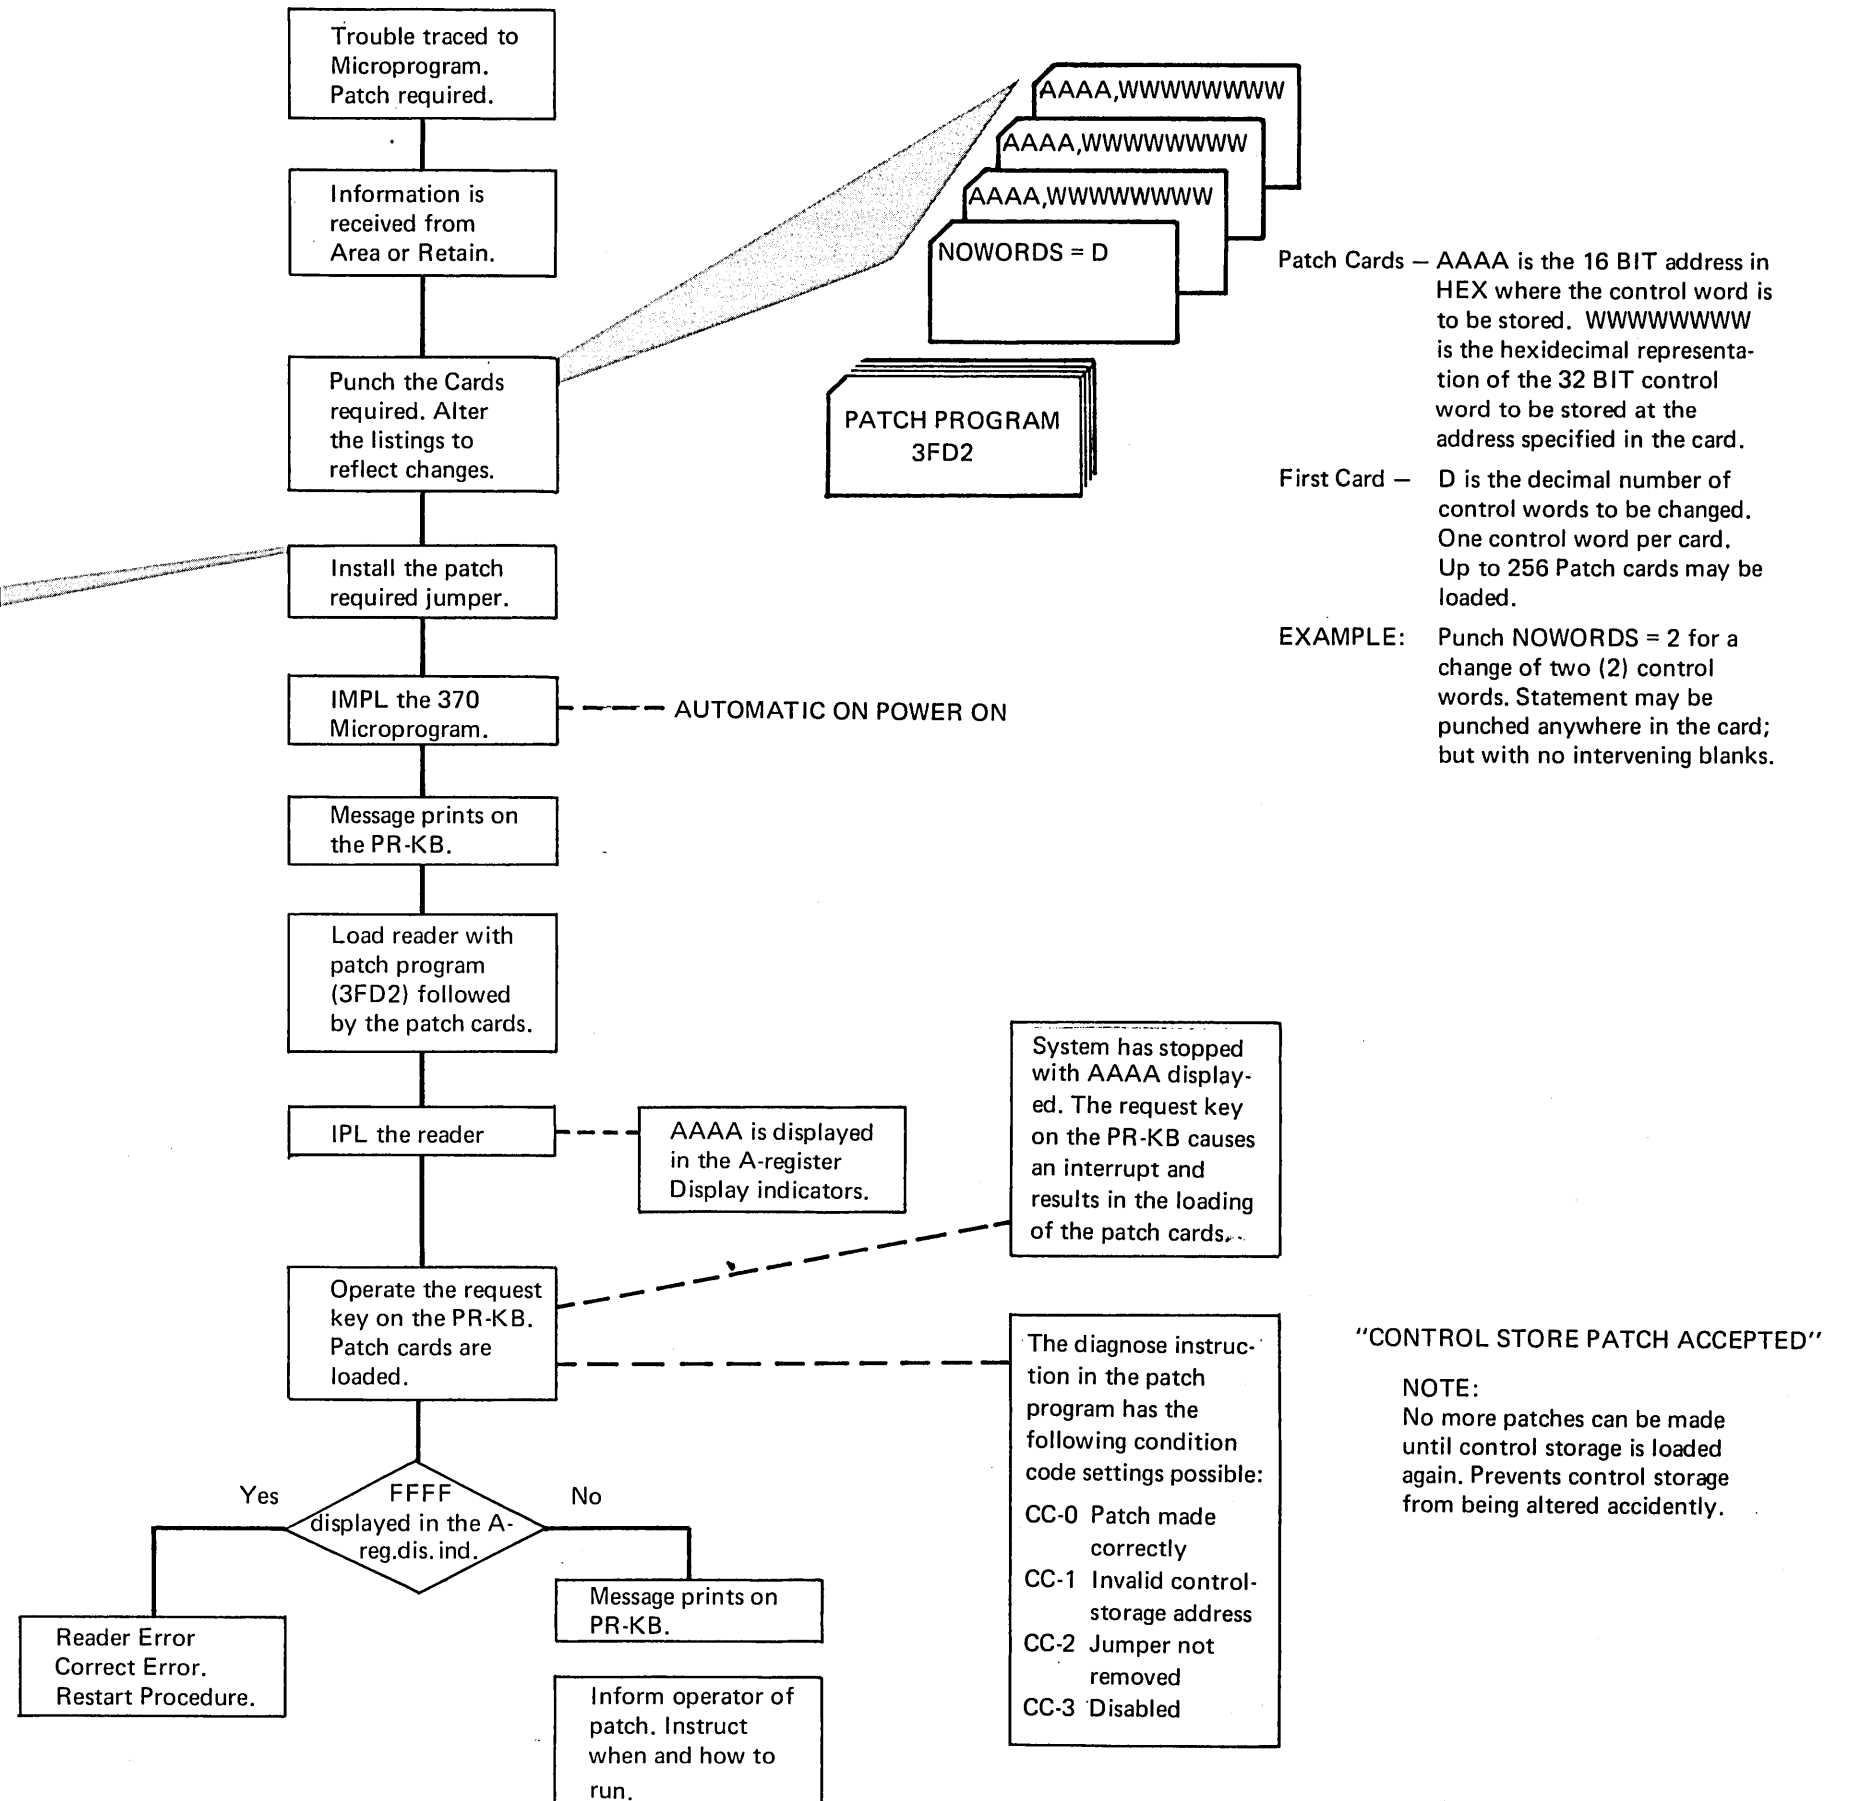 Trouble traced to
Microprogram.
Patch required.
Information is
received from
Area or Retain.
Punch the Cards
required. Alter
the listings to
reflect changes.
AAAA,WWWWWWWW
AAAA,WWWWWWWW
AAAA,WWWWWWWW
NOWORDS = D
PATCH PROGRAM
3FD2
Patch Cards — AAAA is the 16 BIT address in
HEX where the control word is
to be stored. WWWWWWWW
is the hexidecimal representa-
tion of the 32 BIT control
word to be stored at the
address specified in the card.
First Card — D is the decimal number of
control words to be changed.
One control word per card.
Up to 256 Patch cards may be
loaded.
EXAMPLE: Punch NOWORDS = 2 for a
change of two (2) control
words. Statement may be
punched anywhere in the card;
but with no intervening blanks.
Install the patch
required jumper.
IMPL the 370
Microprogram.
AUTOMATIC ON POWER ON
Message prints on
the PR-KB.
Load reader with
patch program
(3FD2) followed
by the patch cards.
IPL the reader
AAAA is displayed
in the A-register
Display indicators.
System has stopped
with AAAA display-
ed. The request key
on the PR-KB causes
an interrupt and
results in the loading
of the patch cards.
Operate the request
key on the PR-KB.
Patch cards are
loaded.
The diagnose instruc-
tion in the patch
program has the
following condition
code settings possible:
CC-0 Patch made
correctly
CC-1 Invalid control-
storage address
CC-2 Jumper not
removed
CC-3 Disabled
"CONTROL STORE PATCH ACCEPTED"
NOTE:
No more patches can be made
until control storage is loaded
again. Prevents control storage
from being altered accidently.
Yes
FFFF
displayed in the A-
reg.dis. ind.
No
Reader Error
Correct Error.
Restart Procedure.
Message prints on
PR-KB.
Inform operator of
patch. Instruct
when and how to
run.